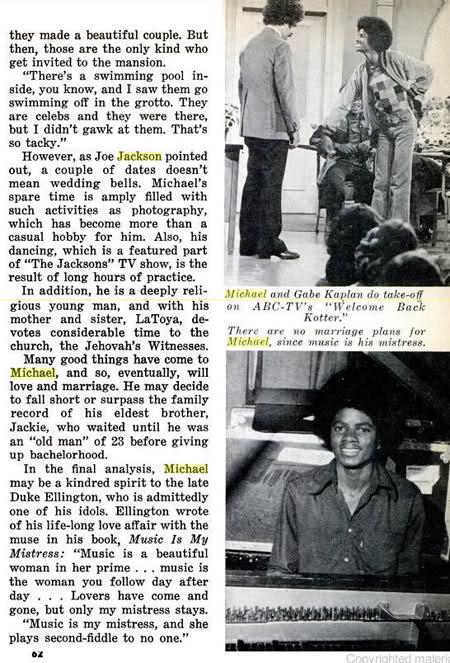 they made a beautiful couple. But
then, those are the only kind who
get invited to the mansion.
"There's a swimming pool in-
side, you know, and I saw them go
swimming off in the grotto. They
are celebs and they were there,
but I didn't gawk at them. That's
so tacky."
However, as Joe Jackson pointed
out, a couple of dates doesn't
mean wedding bells. Michael's
spare time is amply filled with
such activities as photography,
which has become more than a
casual hobby for him. Also, his
dancing, which is a featured part
of "The Jacksons" TV show, is the
result of long hours of practice.
In addition, he is a deeply reli-
gious young man, and with his
mother and sister, LaToya, de-
votes considerable time to the
church, the Jehovah's Witnesses.
Many good things have come to
Michael, and so, eventually, will
love and marriage. He may decide
to fall short or surpass the family
record of his eldest brother,
Jackie, who waited until he was
an "old man" of 23 before giving
up bachelorhood.
In the final analysis, Michael
may be a kindred spirit to the late
Duke Ellington, who is admittedly
one of his idols. Ellington wrote
of his life-long love affair with the
muse in his book, Music Is My
Mistress: "Music is a beautiful
woman in her prime . . . music is
the woman you follow day after
day . . . Lovers have come and
gone, but only my mistress stays.
"Music is my mistress, and she
plays second-fiddle to no one."
62
Michael and Gabe Kaplan do take-off
on ABC-TV's "Welcome Back
Kotter."
There are no marriage plans for
Michael, since music is his mistress.
Copyrighted materi